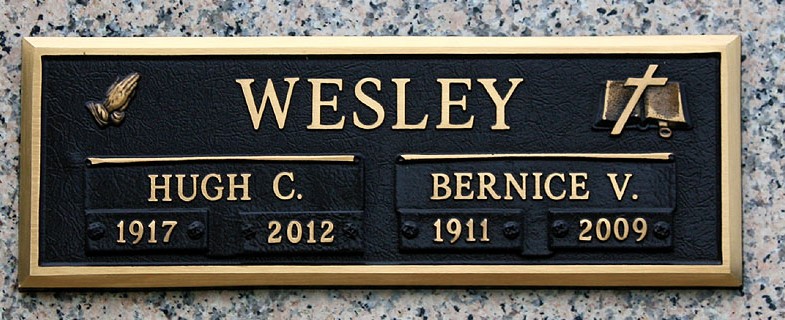 WESLEY
HUGH C. BERNICE V.
1917 2012 1911 2009